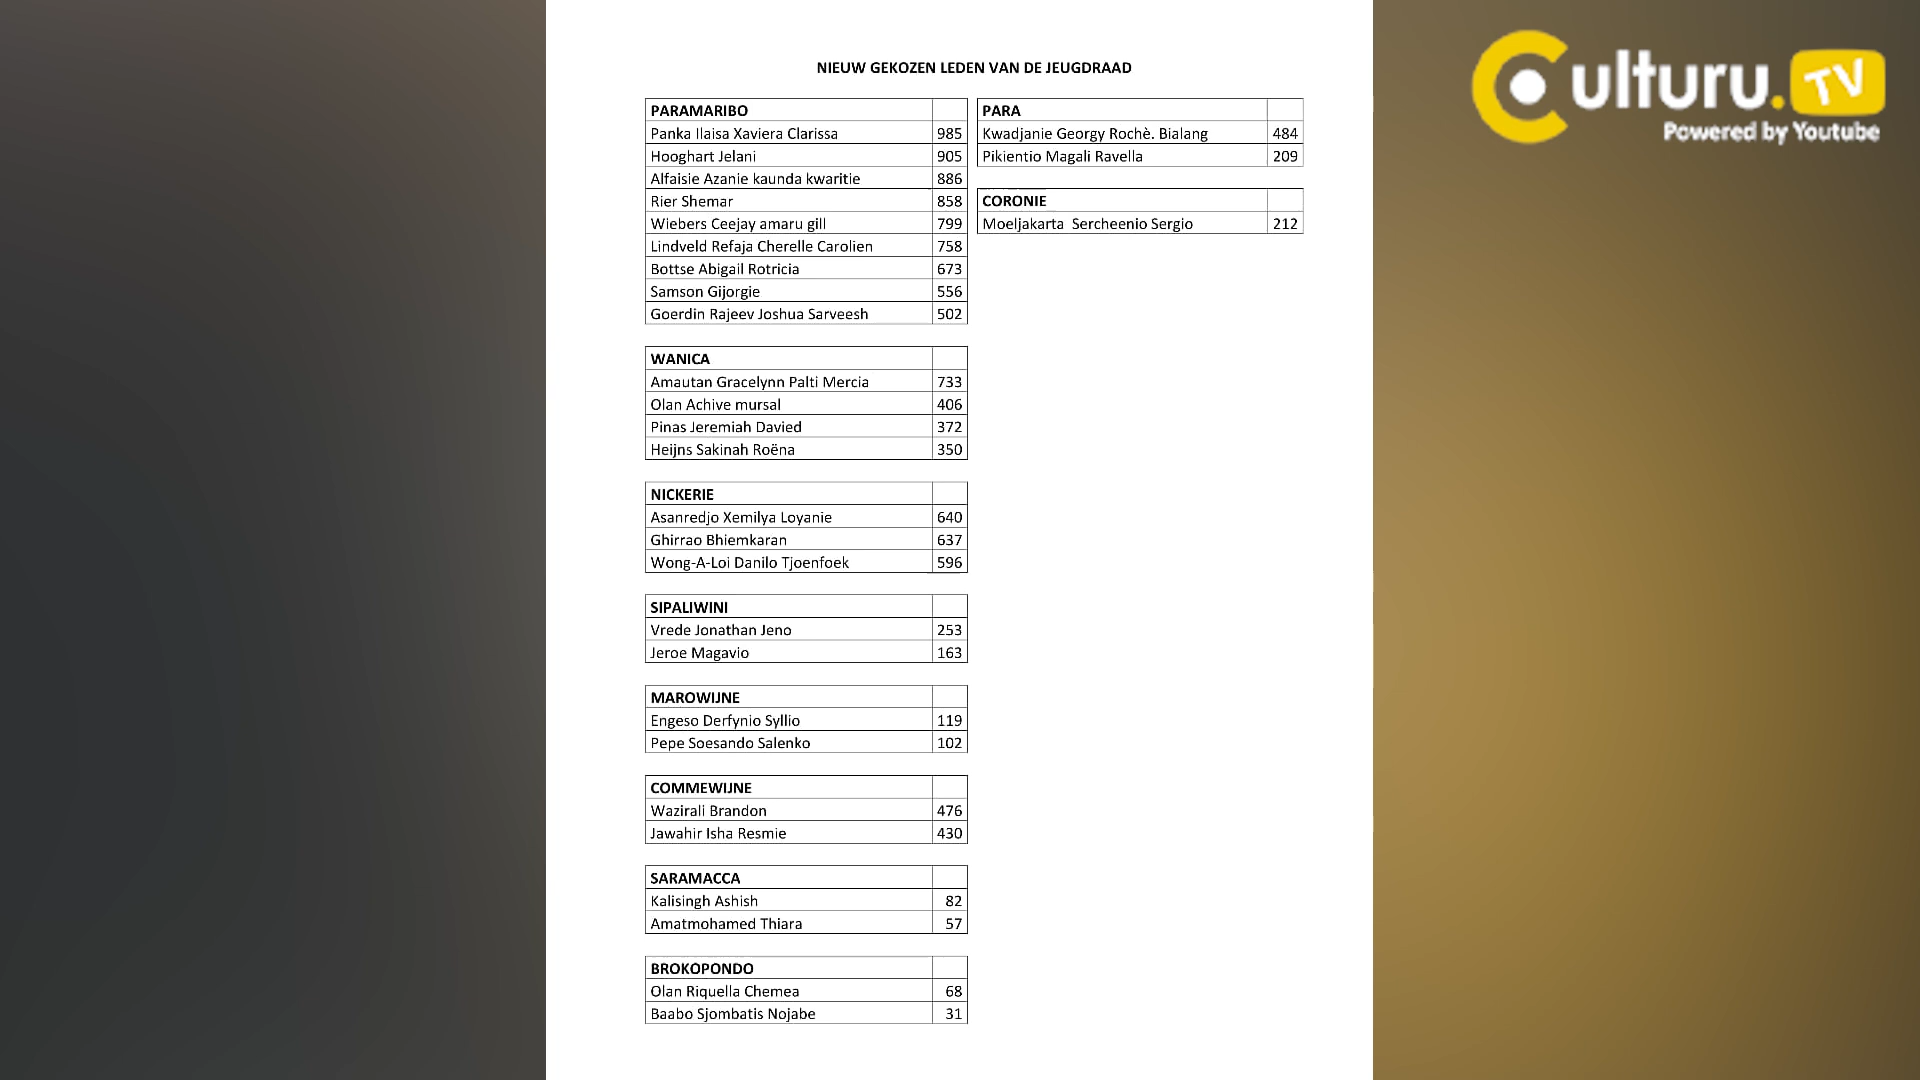 NIEUW GEKOZEN LEDEN VAN DE JEUGDRAAD
PARAMARIBO
Panka Ilaisa Xaviera Clarissa 985
Hooghart Jelani 905
Alfaisie Azanie kaunda kwaritie 886
Rier Shemar 858
Wiebers Ceejay amaru gill 799
Lindveld Refaja Cherelle Carolien 758
Bottse Abigail Rotricia 673
Samson Gijorgie 556
Goerdin Rajeev Joshua Sarveesh 502
WANICA
Amautan Gracelynn Palti Mercia 733
Olan Achive mursal 406
Pinas Jeremiah Davied 372
Heijns Sakinah Roëna 350
NICKERIE
Asanredjo Xemilya Loyanie 640
Ghirrao Bhiemkaran 637
Wong-A-Loi Danilo Tjoenfoek 596
SIPALIWINI
Vrede Jonathan Jeno 253
Jeroe Magavio 163
MAROWIJNE
Engeso Derfynio Syllio 119
Pepe Soesando Salenko 102
COMMEWIJNE
Wazirali Brandon 476
Jawahir Isha Resmie 430
SARAMACCA
Kalisingh Ashish 82
Amatmohamed Thiara 57
BROKOPONDO
Olan Riquella Chemea 68
Baabo Sjombatis Nojabe 31
PARA
Kwadjanie Georgy Rochè. Bialang 484
Pikientio Magali Ravella 209
CORONIE
Moeljakarta  Sercheenio Sergio 212
Culturu.TV
Powered by Youtube